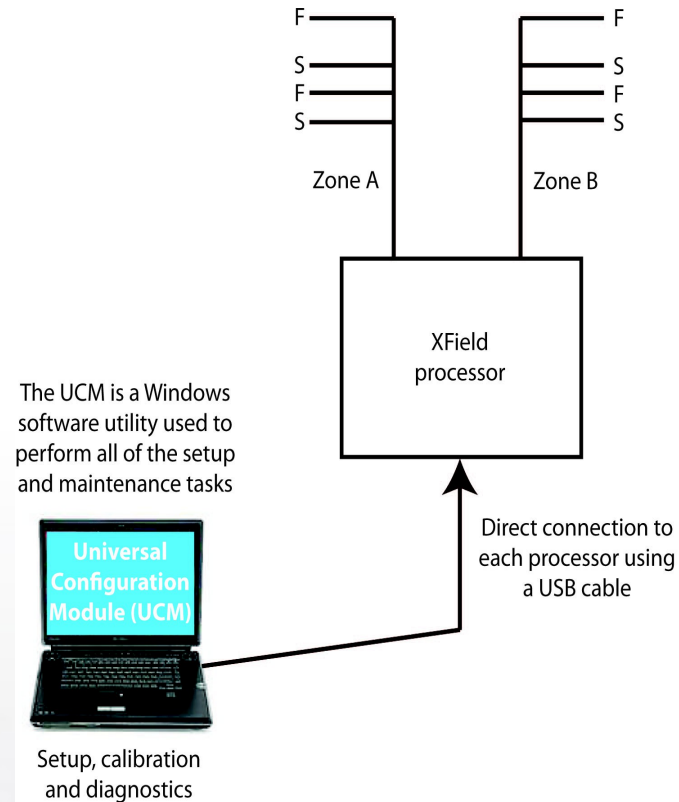 F
S
F
S
F
S
F
S
Zone A
Zone B
XField
processor
The UCM is a Windows
software utility used to
perform all of the setup
and maintenance tasks
Universal
Configuration
Module (UCM)
Direct connection to
each processor using
a USB cable
Setup, calibration
and diagnostics